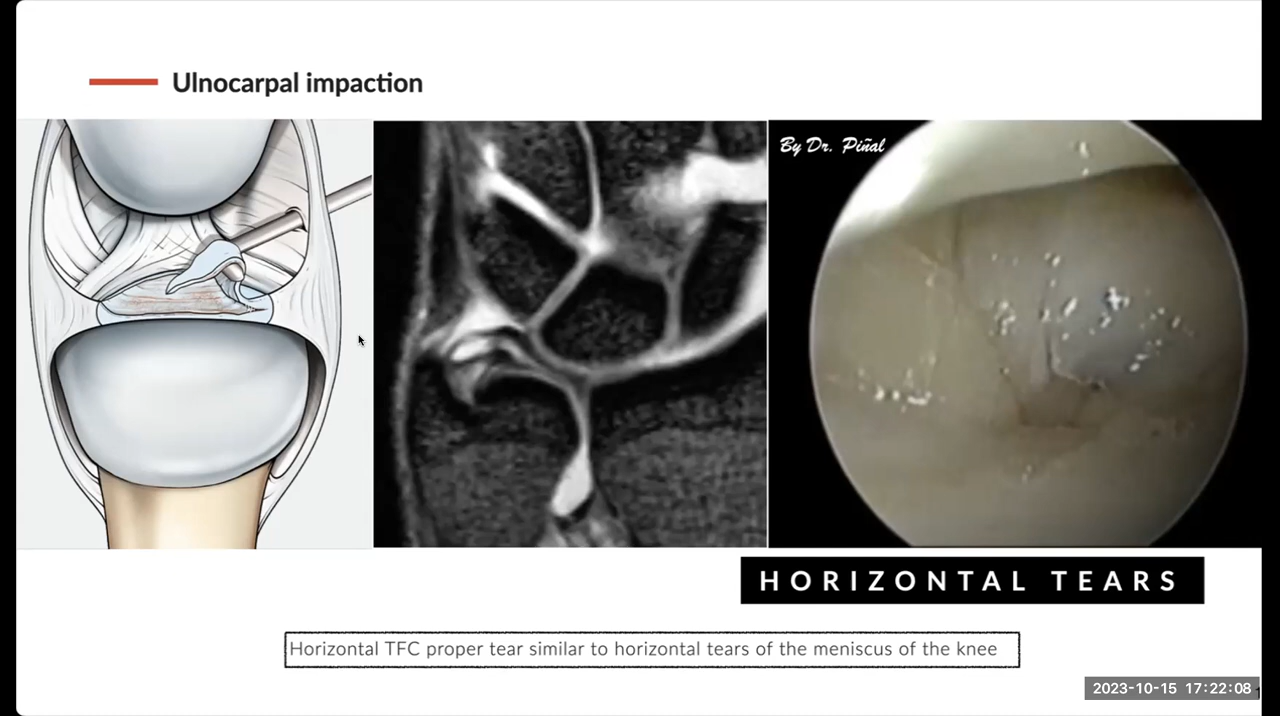 Ulnocarpal impaction
By Dr. Piñal
HORIZONTAL TEARS
Horizontal TFC proper tear similar to horizontal tears of the meniscus of the knee
2023-10-15 17:22:08